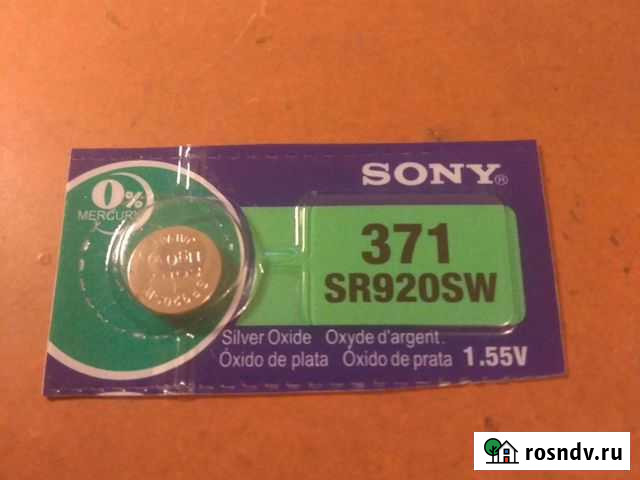 SONY®
0%
MERCURY
371
SR920SW
Silver Oxide Oxyde d'argent.
Óxido de plata Óxido de prata 1.55V
rosndv.ru